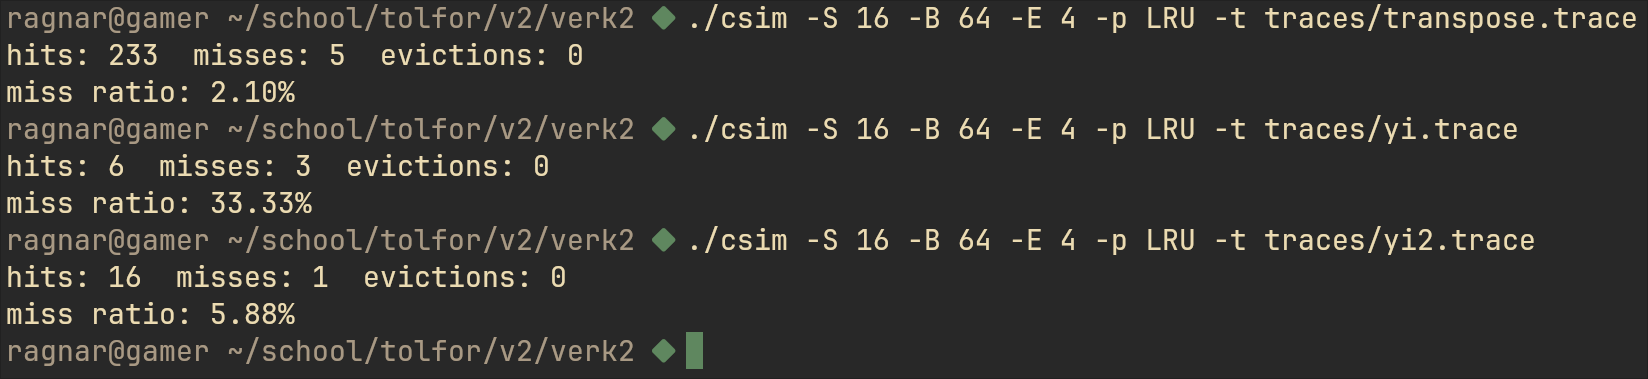 ragnar@gamer ~/school/tolfor/v2/verk2 ◆ ./csim -S 16 -B 64 -E 4 -p LRU -t traces/transpose.trace
hits: 233  misses: 5  evictions: 0
miss ratio: 2.10%
ragnar@gamer ~/school/tolfor/v2/verk2 ◆ ./csim -S 16 -B 64 -E 4 -p LRU -t traces/yi.trace
hits: 6  misses: 3  evictions: 0
miss ratio: 33.33%
ragnar@gamer ~/school/tolfor/v2/verk2 ◆ ./csim -S 16 -B 64 -E 4 -p LRU -t traces/yi2.trace
hits: 16  misses: 1  evictions: 0
miss ratio: 5.88%
ragnar@gamer ~/school/tolfor/v2/verk2 ◆